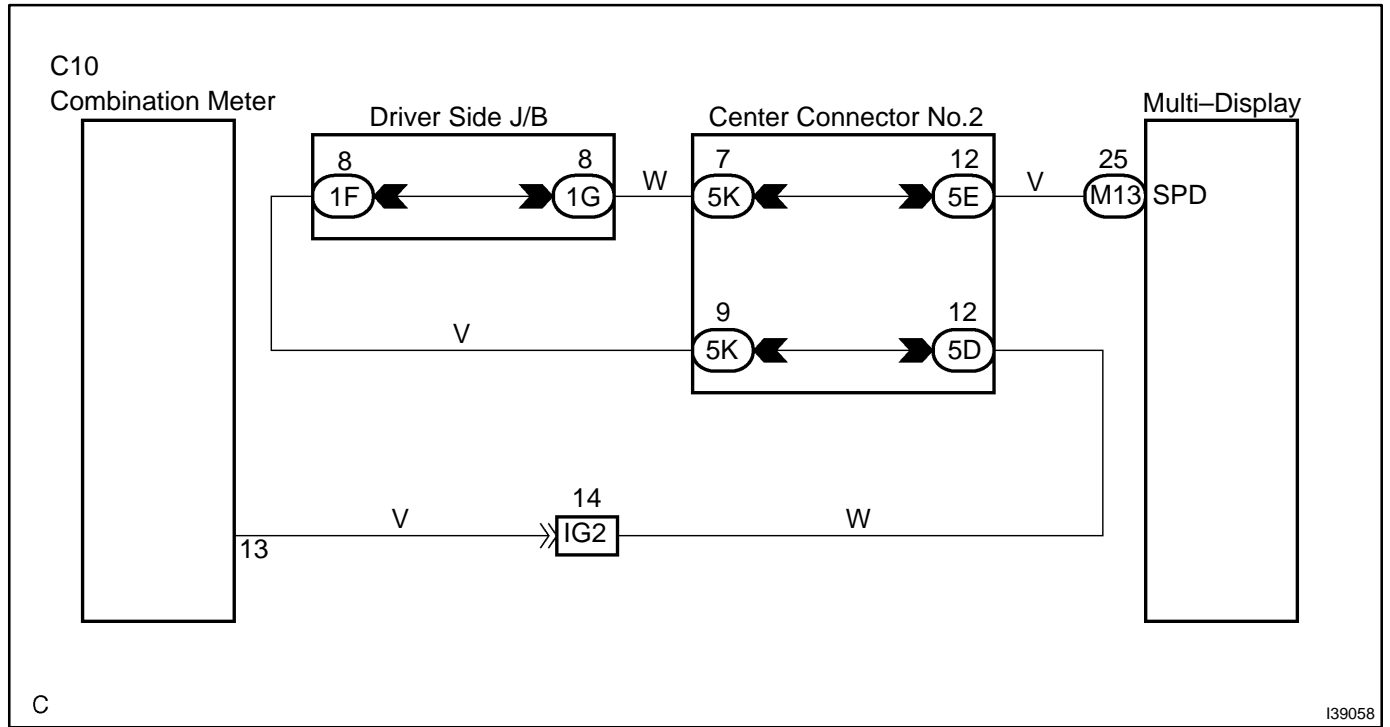 C10
Combination Meter
Driver Side J/B
Center Connector No.2
Multi–Display
8
8
7
12
25
1F
1G
W
5K
5E
V
M13
SPD
9
12
V
5K
5D
14
V
IG2
W
13
C
I39058